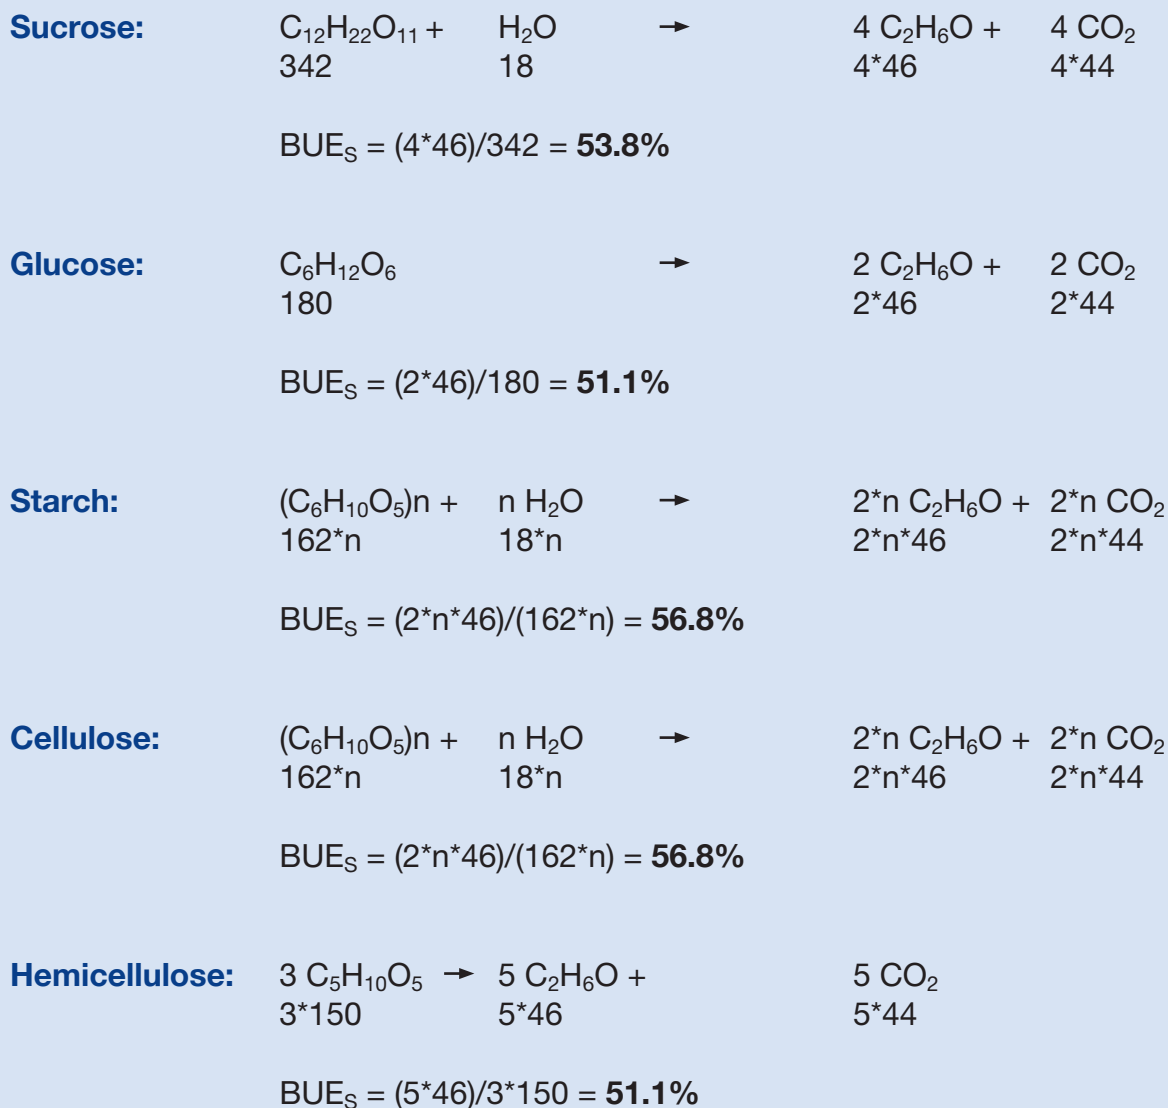 Sucrose: C₁₂H₂₂O₁₁ + H₂O → 4 C₂H₆O + 4 CO₂
342 18 4*46 4*44
BUEₛ = (4*46)/342 = 53.8%
Glucose: C₆H₁₂O₆ → 2 C₂H₆O + 2 CO₂
180 2*46 2*44
BUEₛ = (2*46)/180 = 51.1%
Starch: (C₆H₁₀O₅)n + n H₂O → 2*n C₂H₆O + 2*n CO₂
162*n 18*n 2*n*46 2*n*44
BUEₛ = (2*n*46)/(162*n) = 56.8%
Cellulose: (C₆H₁₀O₅)n + n H₂O → 2*n C₂H₆O + 2*n CO₂
162*n 18*n 2*n*46 2*n*44
BUEₛ = (2*n*46)/(162*n) = 56.8%
Hemicellulose: 3 C₅H₁₀O₅ → 5 C₂H₆O + 5 CO₂
3*150 5*46 5*44
BUEₛ = (5*46)/3*150 = 51.1%